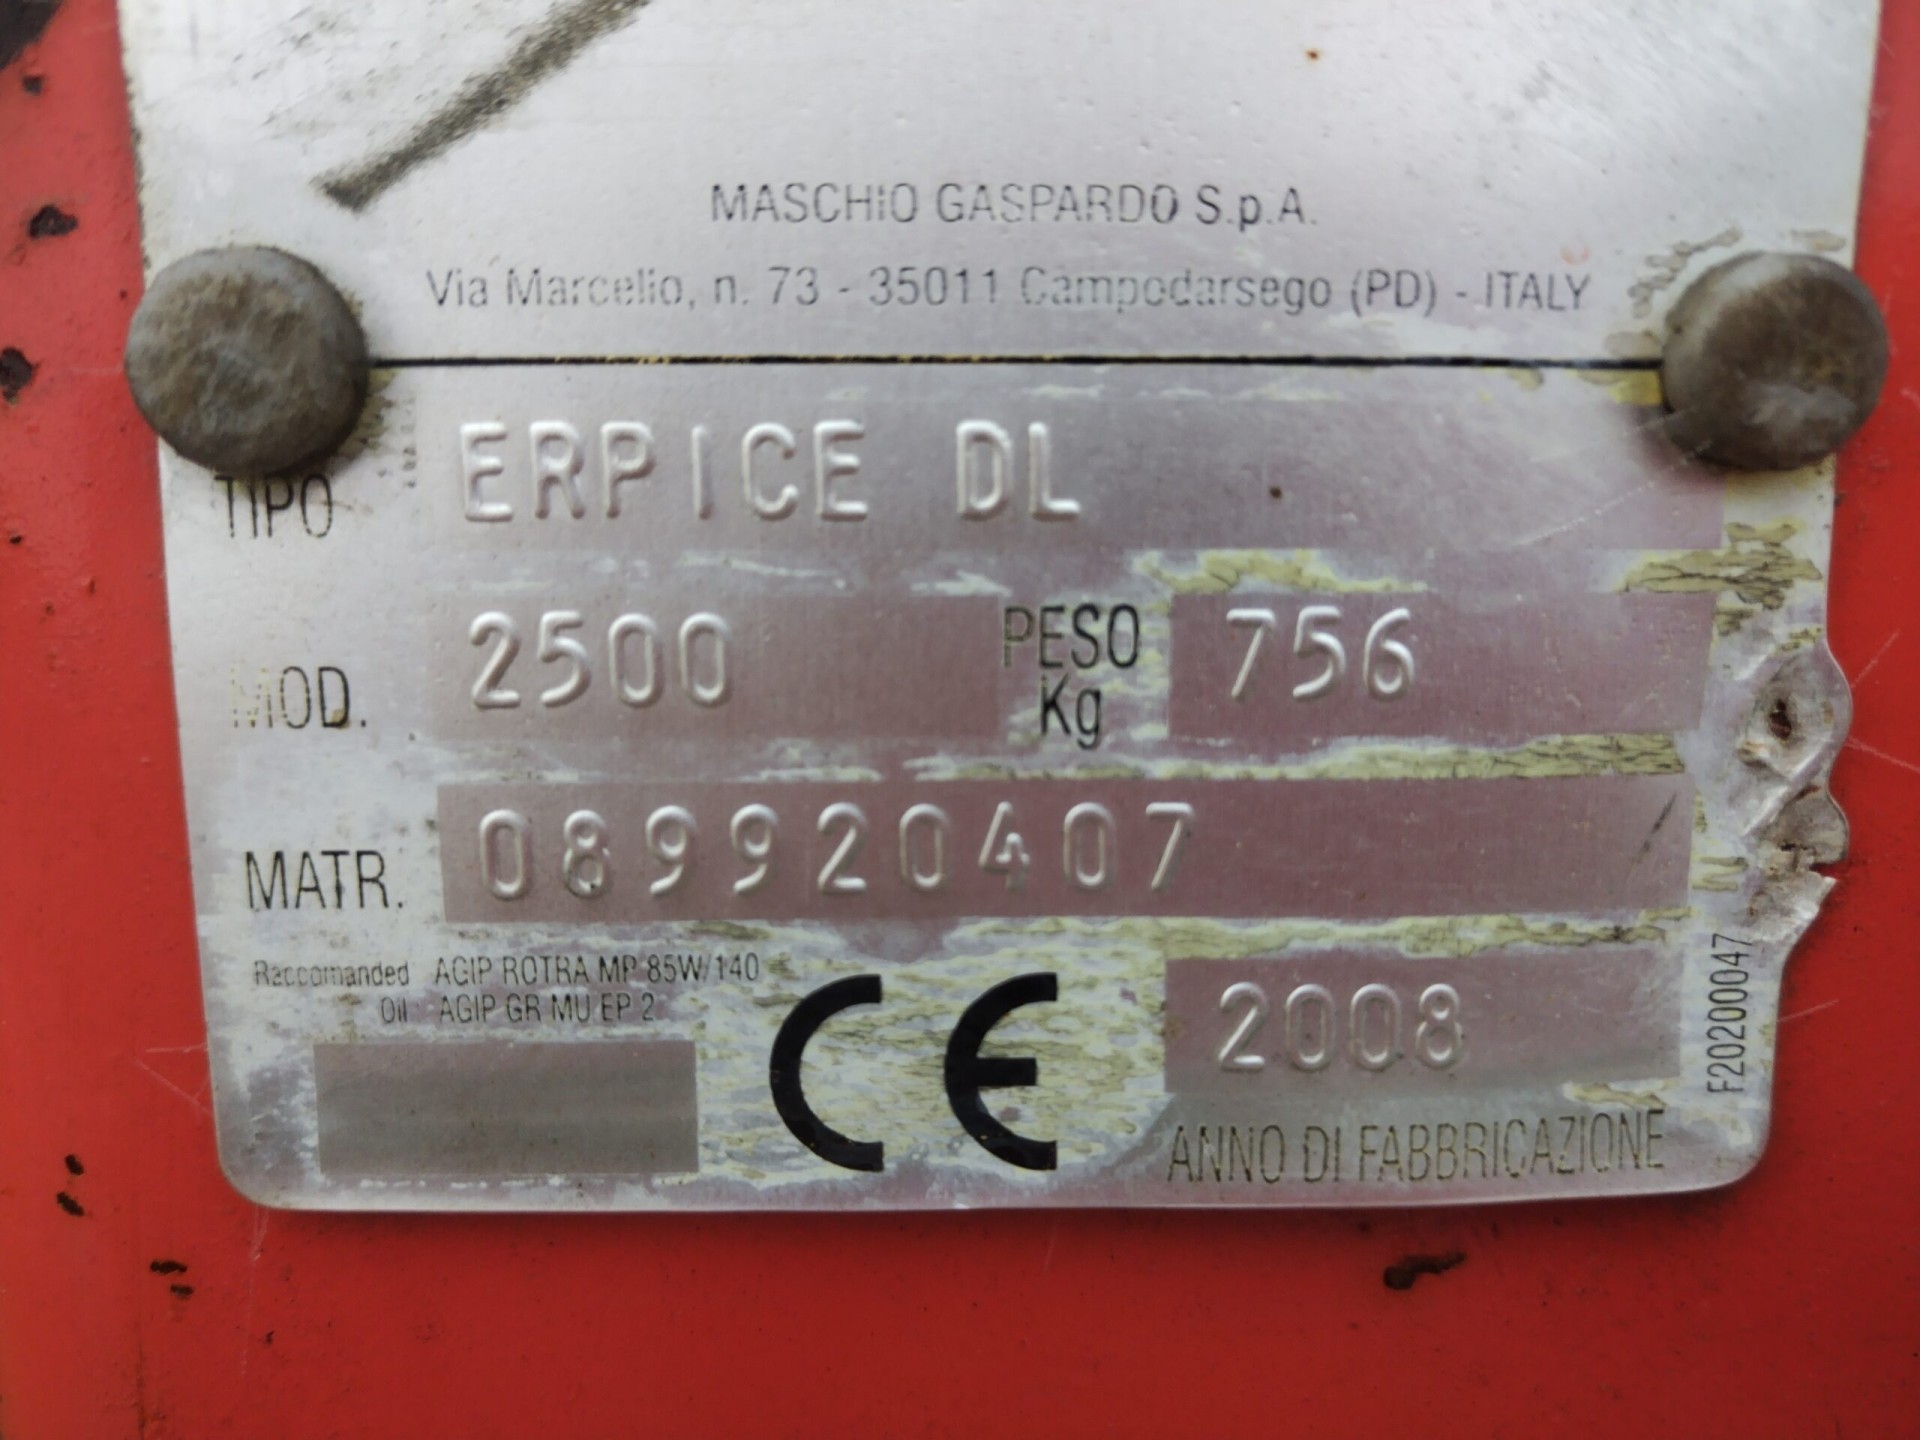 MASCHIO GASPARDO S.p.A.
Via Marcello, n. 73 - 35011 Campodarsego (PD) - ITALY
TIPO ERPICE DL
MOD. 2500 PESO Kg 756
MATR. 089920407
Raccomanded AGIP ROTRA MP 85W/140
Oil AGIP GR MU EP 2
CE
2008
ANNO DI FABBRICAZIONE
F20200047